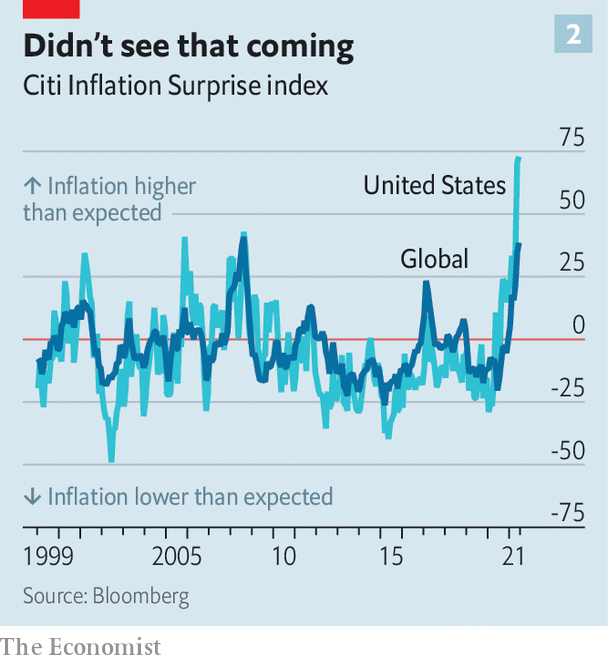 Didn't see that coming
2
Citi Inflation Surprise index
75
↑ Inflation higher
than expected
United States
50
Global
25
0
-25
-50
↓ Inflation lower than expected
-75
1999 2005 10 15 21
Source: Bloomberg
The Economist